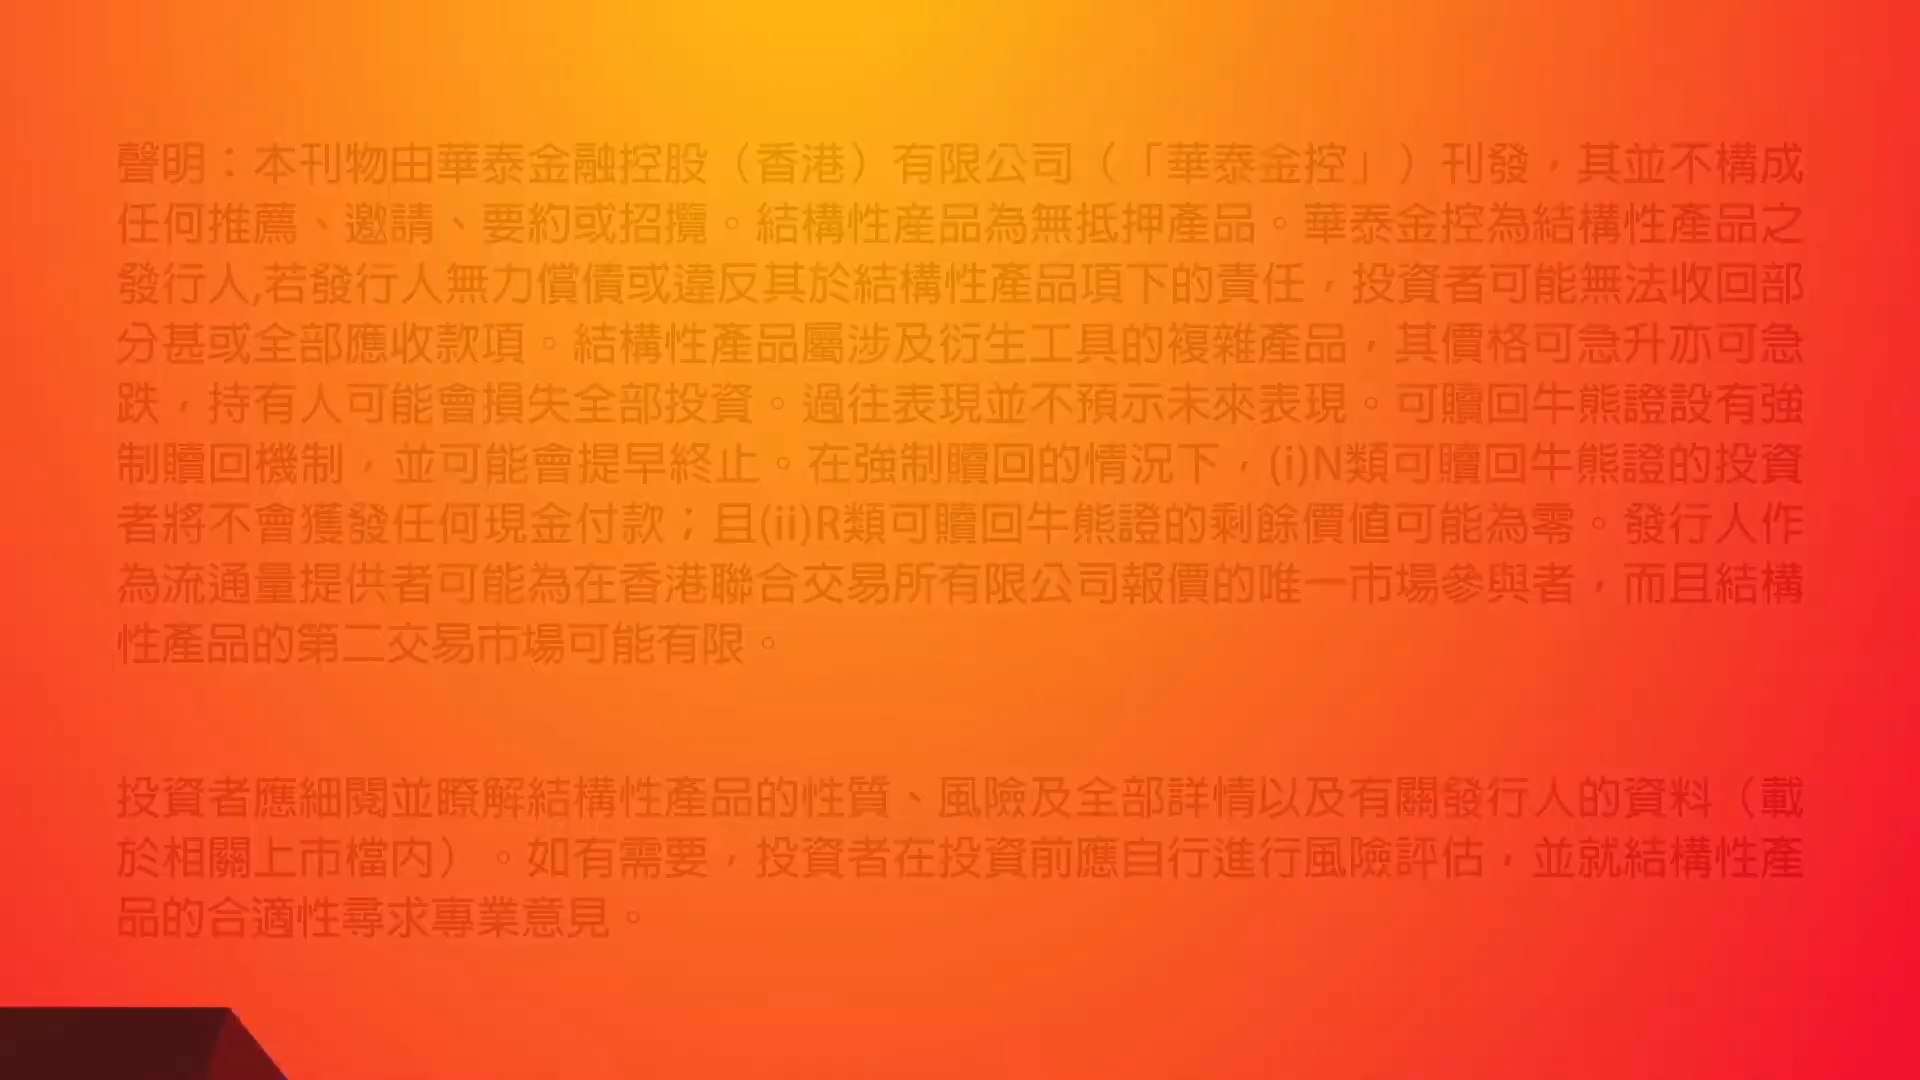 聲明：本刊物由華泰金融控股（香港）有限公司（「華泰金控」）刊發，其並不構成
任何推薦、邀請、要約或招攬。結構性產品為無抵押產品。華泰金控為結構性產品之
發行人,若發行人無力償債或違反其於結構性產品項下的責任，投資者可能無法收回部
分甚或全部應收款項。結構性產品屬涉及衍生工具的複雜產品，其價格可急升亦可急
跌，持有人可能會損失全部投資。過往表現並不預示未來表現。可贖回牛熊證設有強
制贖回機制，並可能會提早終止。在強制贖回的情況下，(i)N類可贖回牛熊證的投資
者將不會獲發任何現金付款；且(ii)R類可贖回牛熊證的剩餘價值可能為零。發行人作
為流通量提供者可能為在香港聯合交易所有限公司報價的唯一市場參與者，而且結構
性產品的第二交易市場可能有限。
投資者應細閱並瞭解結構性產品的性質、風險及全部詳情以及有關發行人的資料（載
於相關上市檔內）。如有需要，投資者在投資前應自行進行風險評估，並就結構性產
品的合適性尋求專業意見。